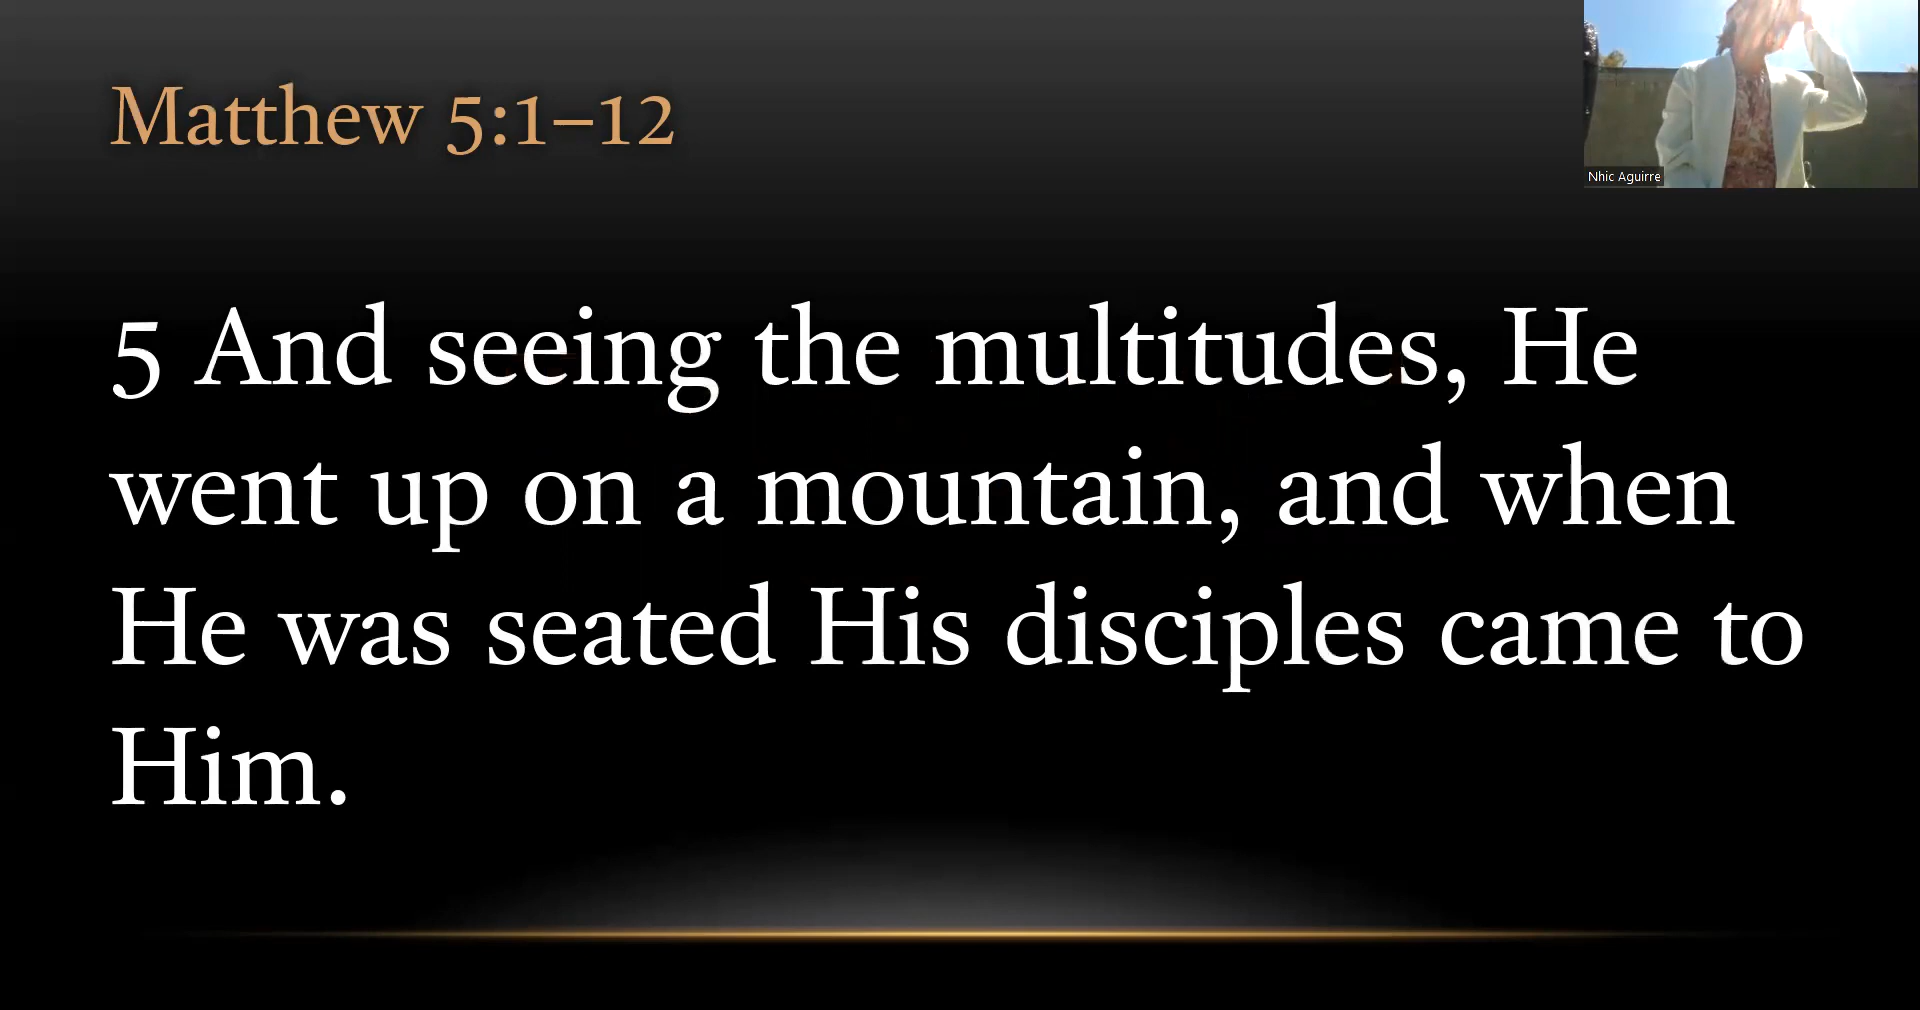 Matthew 5:1–12
Nhic Aguirre
5 And seeing the multitudes, He
went up on a mountain, and when
He was seated His disciples came to
Him.